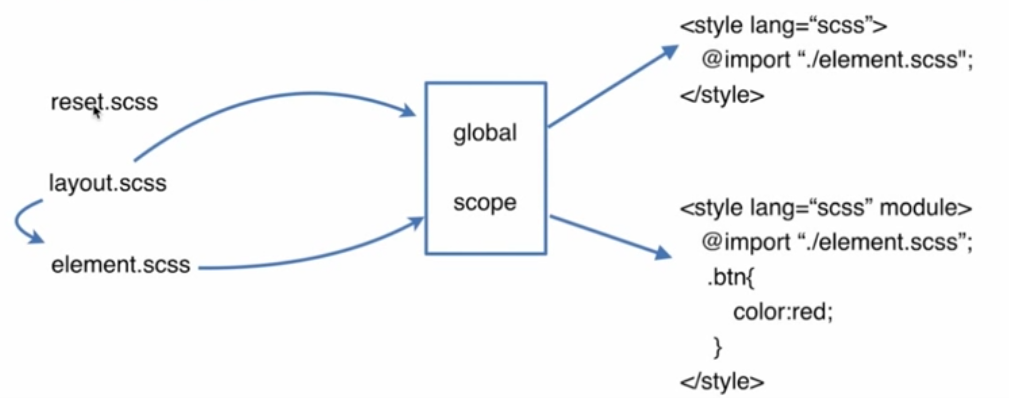 reset.scss
layout.scss
element.scss
global
scope
<style lang=“scss”>
@import “./element.scss";
</style>
<style lang=“scss” module>
@import “./element.scss”;
.btn{
color:red;
}
</style>